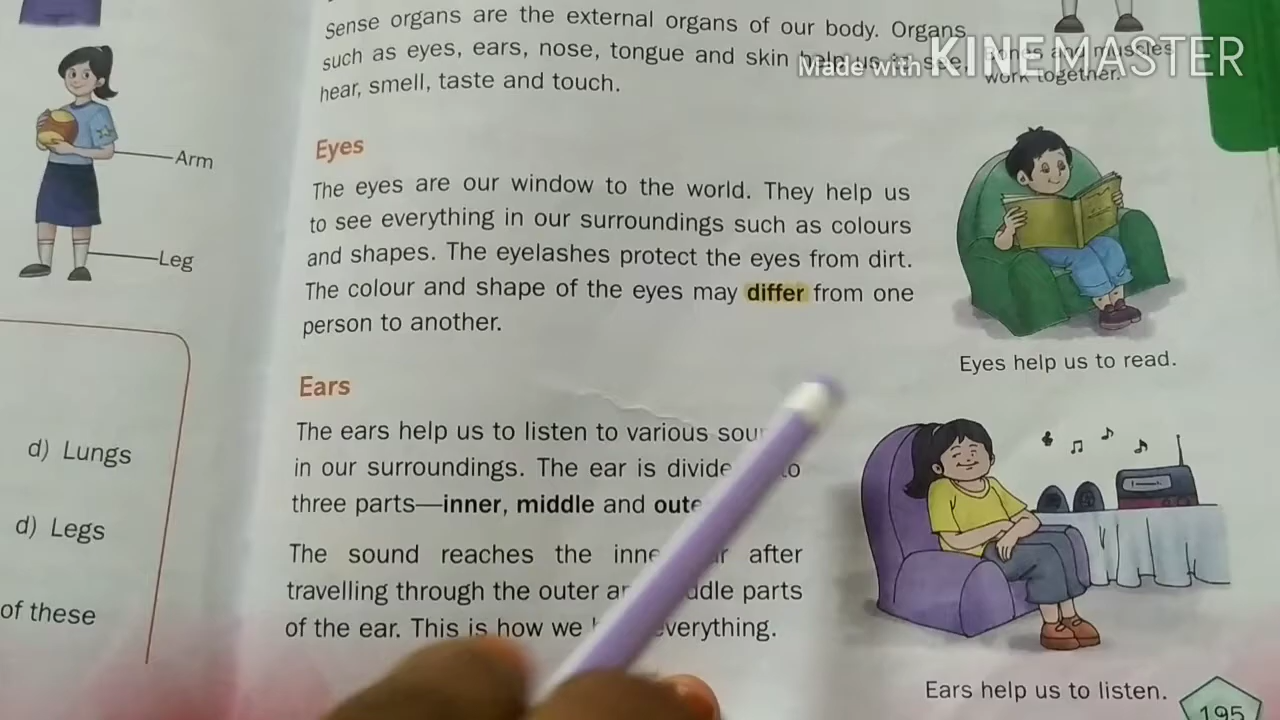 Sense organs are the external organs of our body. Organs
such as eyes, ears, nose, tongue and skin help us to see,
hear, smell, taste and touch.
Made with KINEMASTER
Bones and muscles
work together.
Arm
Leg
Eyes
The eyes are our window to the world. They help us
to see everything in our surroundings such as colours
and shapes. The eyelashes protect the eyes from dirt.
The colour and shape of the eyes may differ from one
person to another.
Eyes help us to read.
d) Lungs
d) Legs
of these
Ears
The ears help us to listen to various
in our surroundings. The ear is
three parts—inner, middle and
The sound reaches the after
travelling through the outer parts
of the ear. This is how we everything.
Ears help us to listen.
195